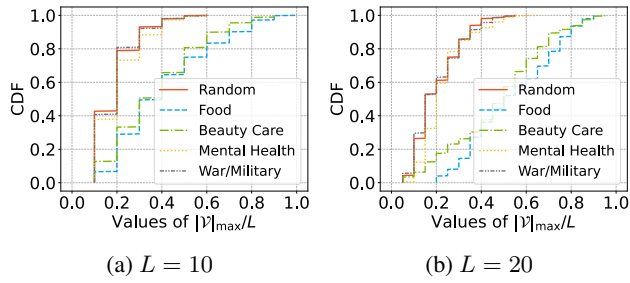 CDF
1.0
0.8
0.6
0.4
0.2
0.0
Random
Food
Beauty Care
Mental Health
War/Military
0.0 0.2 0.4 0.6 0.8 1.0
Values of |𝒱|max/L
(a) L = 10
CDF
1.0
0.8
0.6
0.4
0.2
0.0
Random
Food
Beauty Care
Mental Health
War/Military
0.0 0.2 0.4 0.6 0.8 1.0
Values of |𝒱|max/L
(b) L = 20